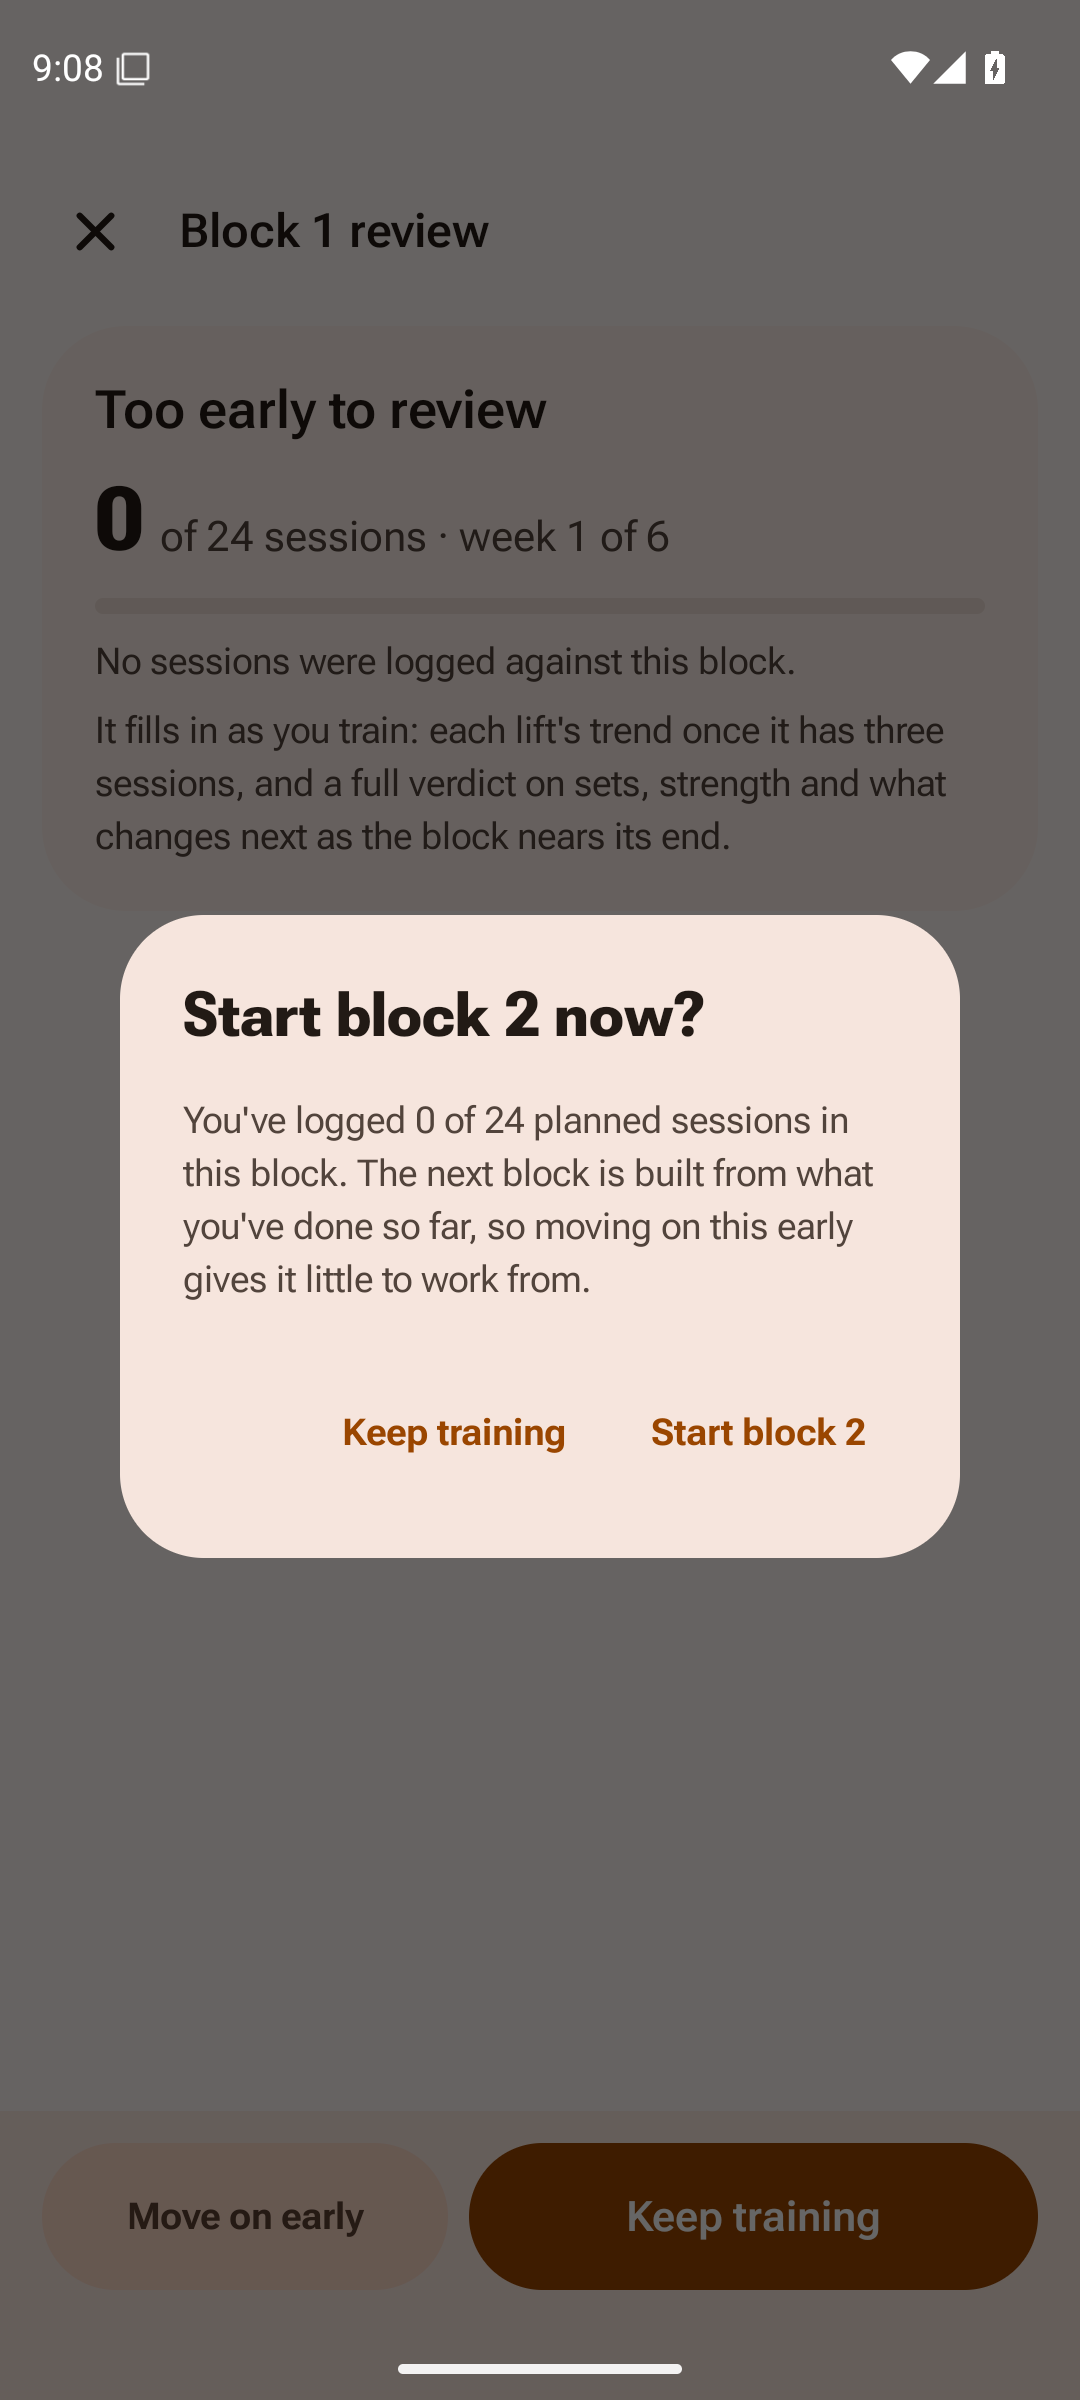 9:08
Block 1 review
Too early to review
0 of 24 sessions · week 1 of 6
No sessions were logged against this block.
It fills in as you train: each lift's trend once it has three
sessions, and a full verdict on sets, strength and what
changes next as the block nears its end.
Start block 2 now?
You've logged 0 of 24 planned sessions in
this block. The next block is built from what
you've done so far, so moving on this early
gives it little to work from.
Keep training
Start block 2
Move on early
Keep training